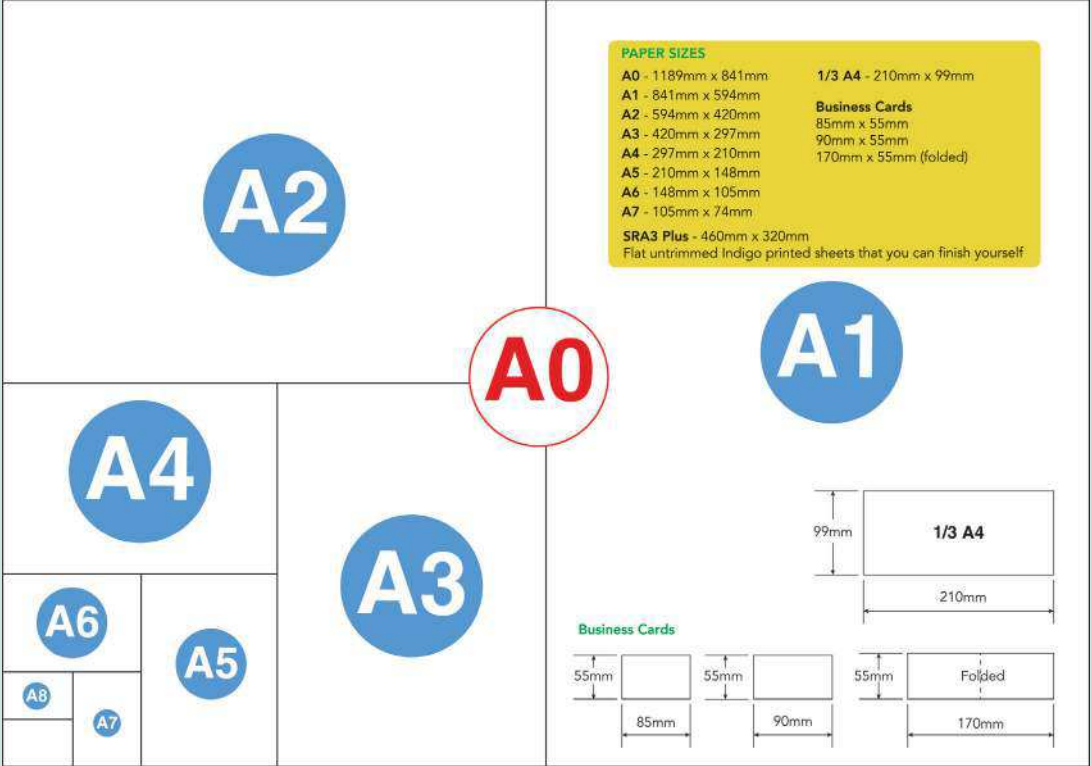 A2
PAPER SIZES
A0 - 1189mm x 841mm
A1 - 841mm x 594mm
A2 - 594mm x 420mm
A3 - 420mm x 297mm
A4 - 297mm x 210mm
A5 - 210mm x 148mm
A6 - 148mm x 105mm
A7 - 105mm x 74mm
1/3 A4 - 210mm x 99mm
Business Cards
85mm x 55mm
90mm x 55mm
170mm x 55mm (folded)
SRA3 Plus - 460mm x 320mm
Flat untrimmed Indigo printed sheets that you can finish yourself
A0
A1
A4
A3
A6
A5
A8
A7
99mm
1/3 A4
210mm
Business Cards
55mm
85mm
55mm
90mm
55mm
Folded
170mm